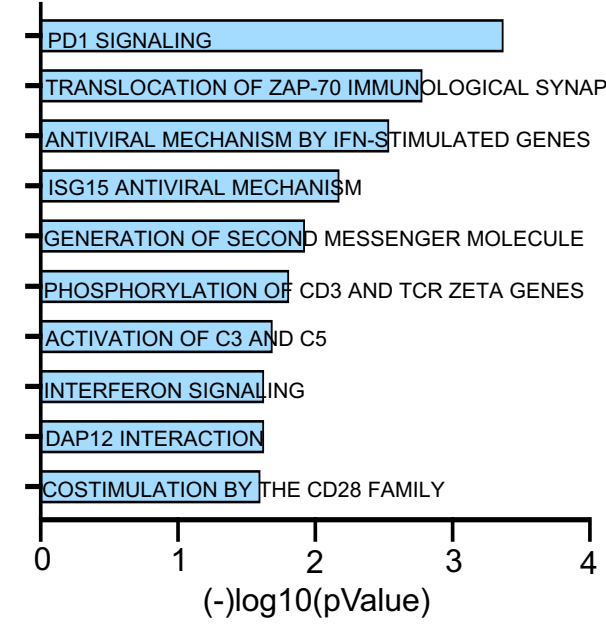 PD1 SIGNALING
TRANSLOCATION OF ZAP-70 IMMUNOLOGICAL SYNAP
ANTIVIRAL MECHANISM BY IFN-STIMULATED GENES
ISG15 ANTIVIRAL MECHANISM
GENERATION OF SECOND MESSENGER MOLECULE
PHOSPHORYLATION OF CD3 AND TCR ZETA GENES
ACTIVATION OF C3 AND C5
INTERFERON SIGNALING
DAP12 INTERACTION
COSTIMULATION BY THE CD28 FAMILY
0 1 2 3 4
(-)log10(pValue)